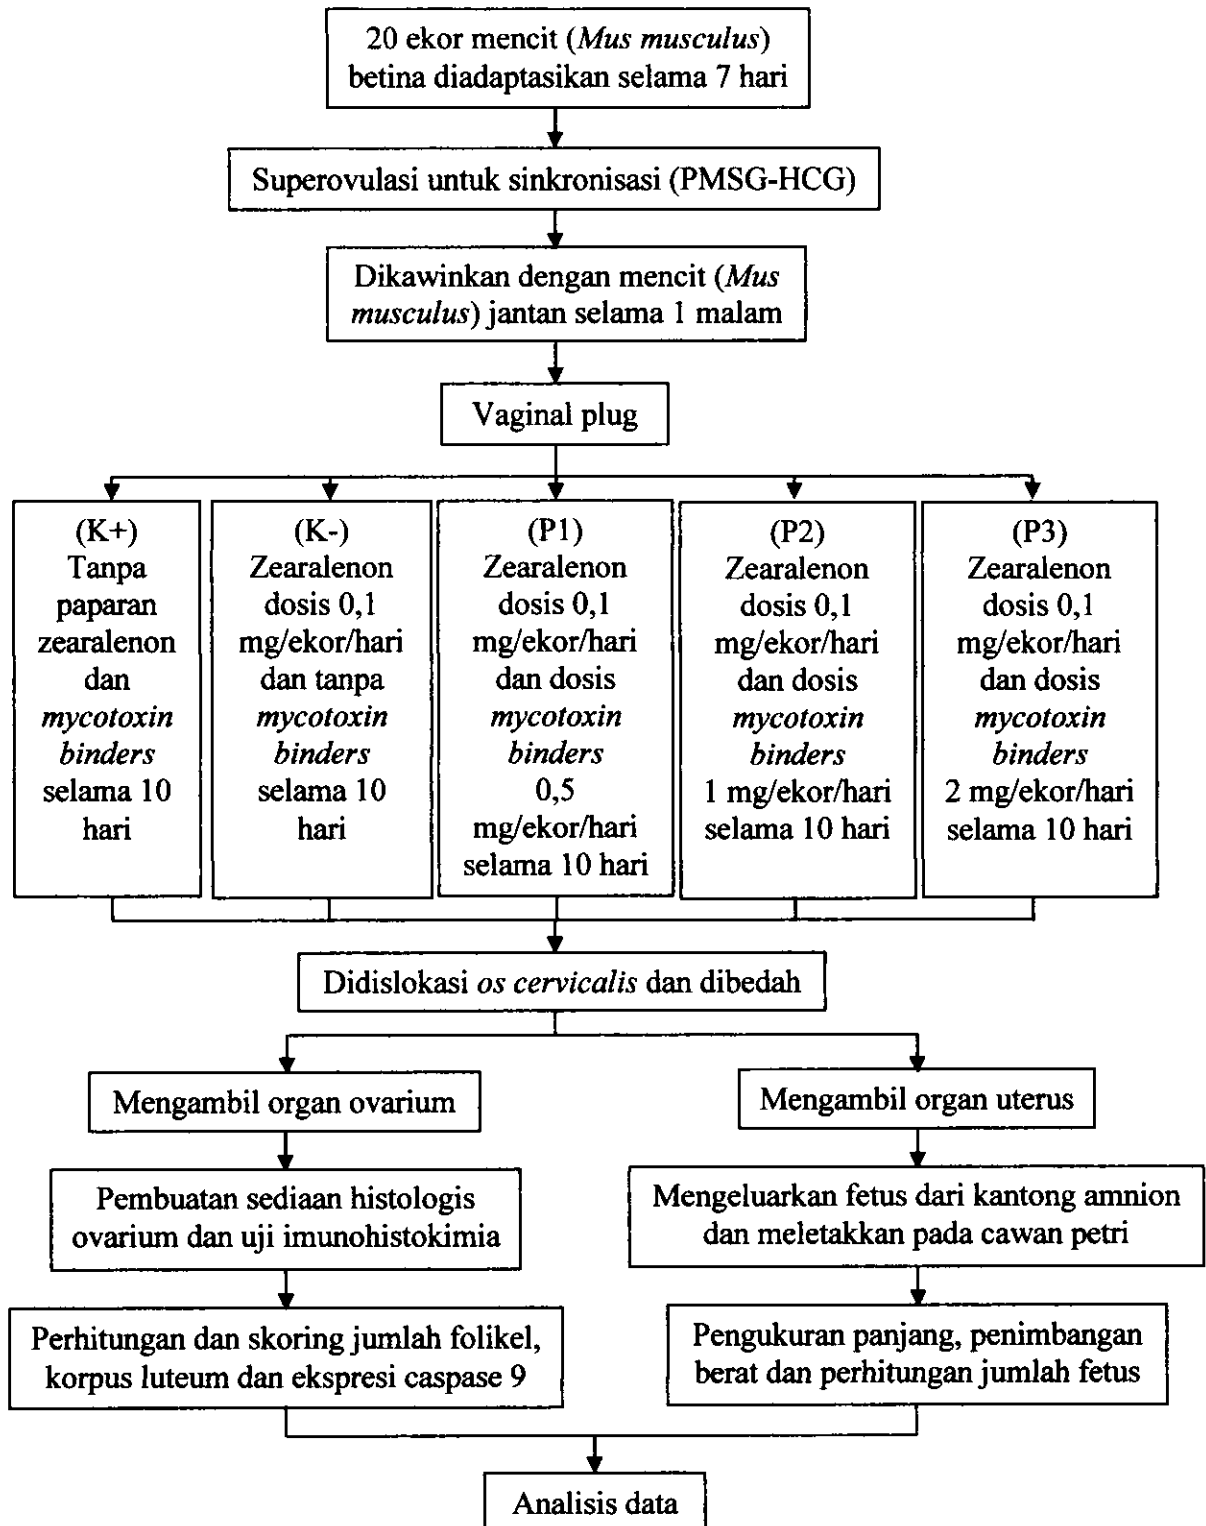 20 ekor mencit (Mus musculus)
betina diadaptasikan selama 7 hari
Superovulasi untuk sinkronisasi (PMSG-HCG)
Dikawinkan dengan mencit (Mus
musculus) jantan selama 1 malam
Vaginal plug
(K+)
Tanpa
paparan
zearalenon
dan
mycotoxin
binders
selama 10
hari
(K-)
Zearalenon
dosis 0,1
mg/ekor/hari
dan tanpa
mycotoxin
binders
selama 10
hari
(P1)
Zearalenon
dosis 0,1
mg/ekor/hari
dan dosis
mycotoxin
binders
0,5
mg/ekor/hari
selama 10 hari
(P2)
Zearalenon
dosis 0,1
mg/ekor/hari
dan dosis
mycotoxin
binders
1 mg/ekor/hari
selama 10 hari
(P3)
Zearalenon
dosis 0,1
mg/ekor/hari
dan dosis
mycotoxin
binders
2 mg/ekor/hari
selama 10 hari
Didislokasi os cervicalis dan dibedah
Mengambil organ ovarium
Pembuatan sediaan histologis
ovarium dan uji imunohistokimia
Perhitungan dan skoring jumlah folikel,
korpus luteum dan ekspresi caspase 9
Mengambil organ uterus
Mengeluarkan fetus dari kantong amnion
dan meletakkan pada cawan petri
Pengukuran panjang, penimbangan
berat dan perhitungan jumlah fetus
Analisis data